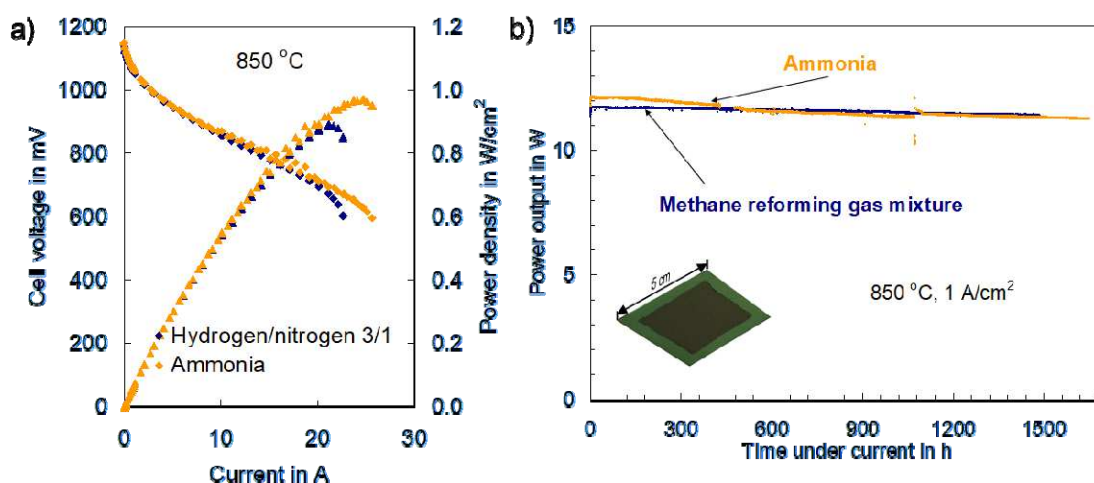 a)
1200
1000
800
600
400
200
0
Cell voltage in mV
850 °C
Hydrogen/nitrogen 3/1
Ammonia
1.2
1.0
0.8
0.6
0.4
0.2
0.0
Power density in W/cm²
0 10 20 30
Current in A
b)
15
10
5
0
Power output in W
Ammonia
Methane reforming gas mixture
5 cm
850 °C, 1 A/cm²
0 300 600 900 1200 1500
Time under current in h